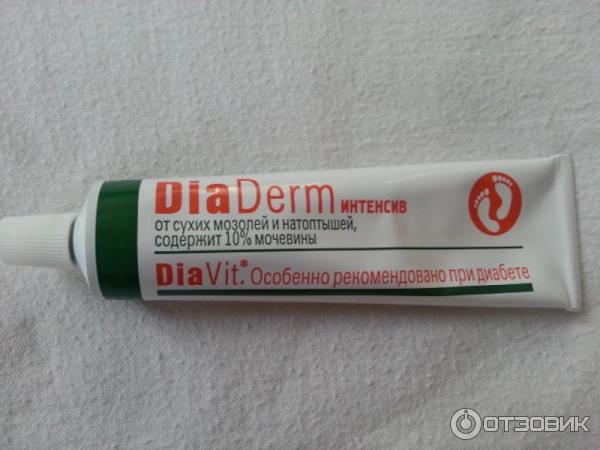 DiaDerm ИНТЕНСИВ
от сухих мозолей и натоптышей,
содержит 10% мочевины
DiaVit.® Особенно рекомендовано при диабете
ОТЗОВИК